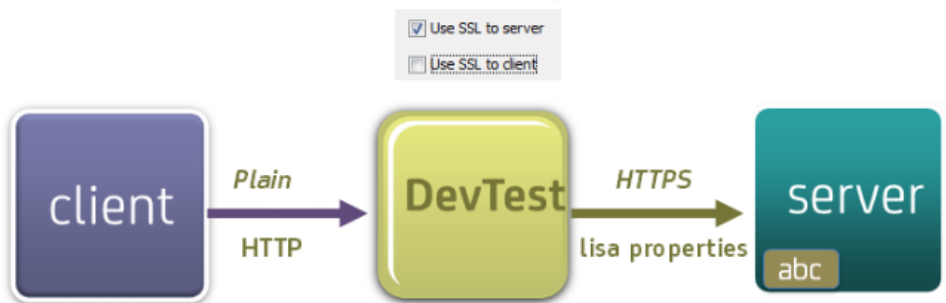 Use SSL to server
Use SSL to client
client
Plain
HTTP
DevTest
HTTPS
lisa properties
server
abc